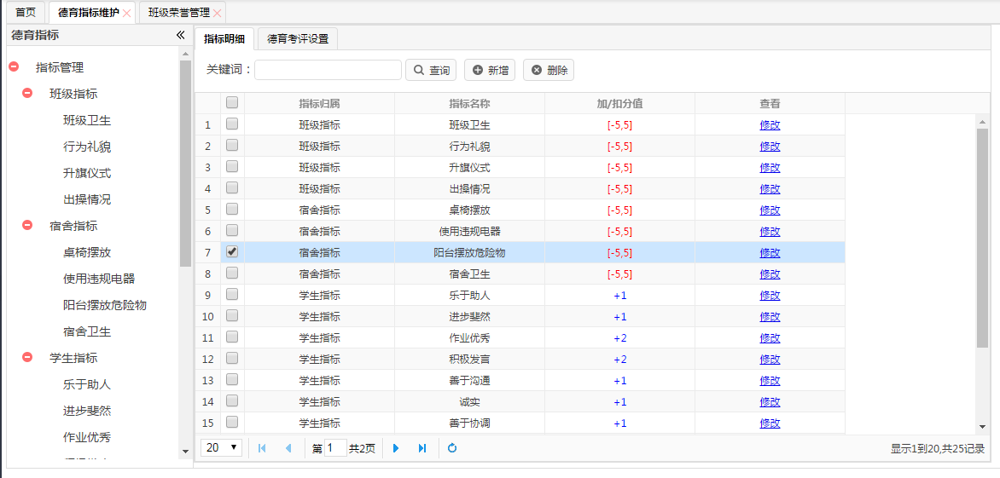 首页 德育指标维护 班级荣誉管理
德育指标
指标管理
班级指标
班级卫生
行为礼貌
升旗仪式
出操情况
宿舍指标
桌椅摆放
使用违规电器
阳台摆放危险物
宿舍卫生
学生指标
乐于助人
进步斐然
作业优秀
指标明细 德育考评设置
关键词： 查询 新增 删除
指标归属 指标名称 加/扣分值 查看
1 班级指标 班级卫生 [-5,5] 修改
2 班级指标 行为礼貌 [-5,5] 修改
3 班级指标 升旗仪式 [-5,5] 修改
4 班级指标 出操情况 [-5,5] 修改
5 宿舍指标 桌椅摆放 [-5,5] 修改
6 宿舍指标 使用违规电器 [-5,5] 修改
7 宿舍指标 阳台摆放危险物 [-5,5] 修改
8 宿舍指标 宿舍卫生 [-5,5] 修改
9 学生指标 乐于助人 +1 修改
10 学生指标 进步斐然 +1 修改
11 学生指标 作业优秀 +2 修改
12 学生指标 积极发言 +2 修改
13 学生指标 善于沟通 +1 修改
14 学生指标 诚实 +1 修改
15 学生指标 善于协调 +1 修改
20 第 1 共2页 显示1到20,共25记录